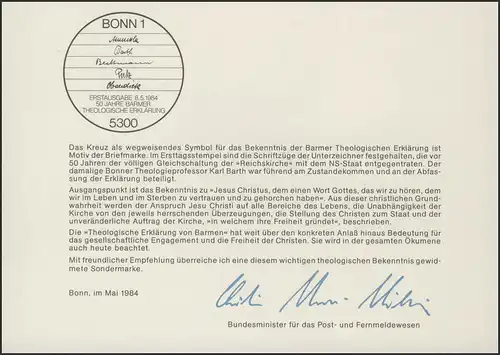 BONN 1
Barth
Beckmann
ERSTAUSGABE 8.5.1984
50 JAHRE BARMER
THEOLOGISCHE ERKLÄRUNG
5300
Das Kreuz als wegweisendes Symbol für das Bekenntnis der Barmer Theologischen Erklärung ist
Motiv der Briefmarke. Im Ersttagsstempel sind die Schriftzüge der Unterzeichner festgehalten, die vor
50 Jahren der völligen Gleichschaltung der »Reichskirche« mit dem NS-Staat entgegentraten. Der
damalige Bonner Theologieprofessor Karl Barth war führend am Zustandekommen und an der Abfas-
sung der Erklärung beteiligt.
Ausgangspunkt ist das Bekenntnis zu »Jesus Christus, dem einen Wort Gottes, das wir zu hören, dem
wir im Leben und im Sterben zu vertrauen und zu gehorchen haben«. Aus dieser christlichen Grund-
wahrheit werden der Anspruch Jesu Christi auf alle Bereiche des Lebens, die Unabhängigkeit der
Kirche von den jeweils herrschenden Überzeugungen, die Stellung des Christen zum Staat und der
unveränderliche Auftrag der Kirche, »in welchem ihre Freiheit gründet«, beschrieben.
Die »Theologische Erklärung von Barmen« hat weit über den konkreten Anlaß hinaus Bedeutung für
das gesellschaftliche Engagement und die Freiheit der Christen. Sie wird in der gesamten Ökumene
auch heute beachtet.
Mit freundlicher Empfehlung überreiche ich eine diesem wichtigen theologischen Bekenntnis gewid-
mete Sondermarke.
Bonn, im Mai 1984
Bundesminister für das Post- und Fernmeldewesen